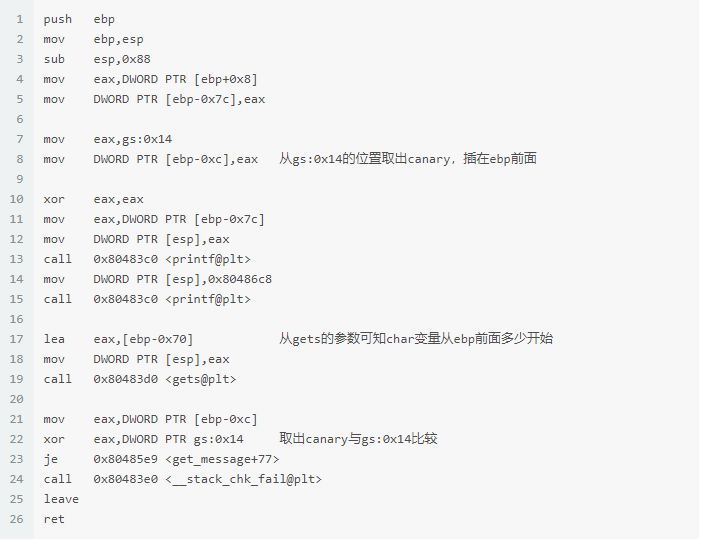 1 push ebp
2 mov ebp,esp
3 sub esp,0x88
4 mov eax,DWORD PTR [ebp+0x8]
5 mov DWORD PTR [ebp-0x7c],eax
6
7 mov eax,gs:0x14
8 mov DWORD PTR [ebp-0xc],eax 从gs:0x14的位置取出canary，插在ebp前面
9
10 xor eax,eax
11 mov eax,DWORD PTR [ebp-0x7c]
12 mov DWORD PTR [esp],eax
13 call 0x80483c0 <printf@plt>
14 mov DWORD PTR [esp],0x80486c8
15 call 0x80483c0 <printf@plt>
16
17 lea eax,[ebp-0x70] 从gets的参数可知char变量从ebp前面多少开始
18 mov DWORD PTR [esp],eax
19 call 0x80483d0 <gets@plt>
20
21 mov eax,DWORD PTR [ebp-0xc]
22 xor eax,DWORD PTR gs:0x14 取出canary与gs:0x14比较
23 je 0x80485e9 <get_message+77>
24 call 0x80483e0 <__stack_chk_fail@plt>
25 leave
26 ret